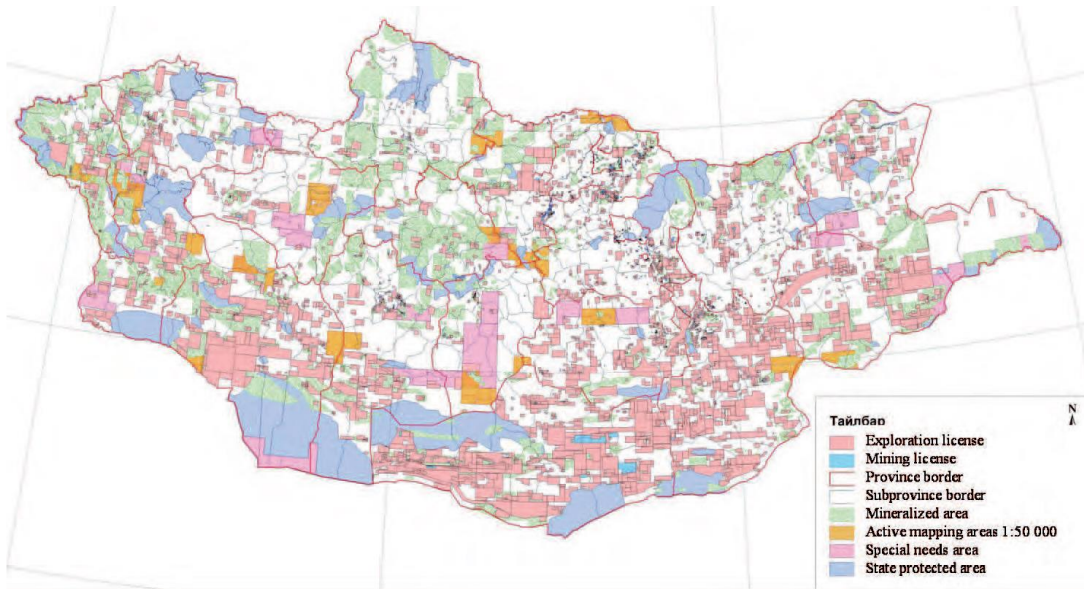 N
Тайлбар
Exploration license
Mining license
Province border
Subprovince border
Mineralized area
Active mapping areas 1:50 000
Special needs area
State protected area